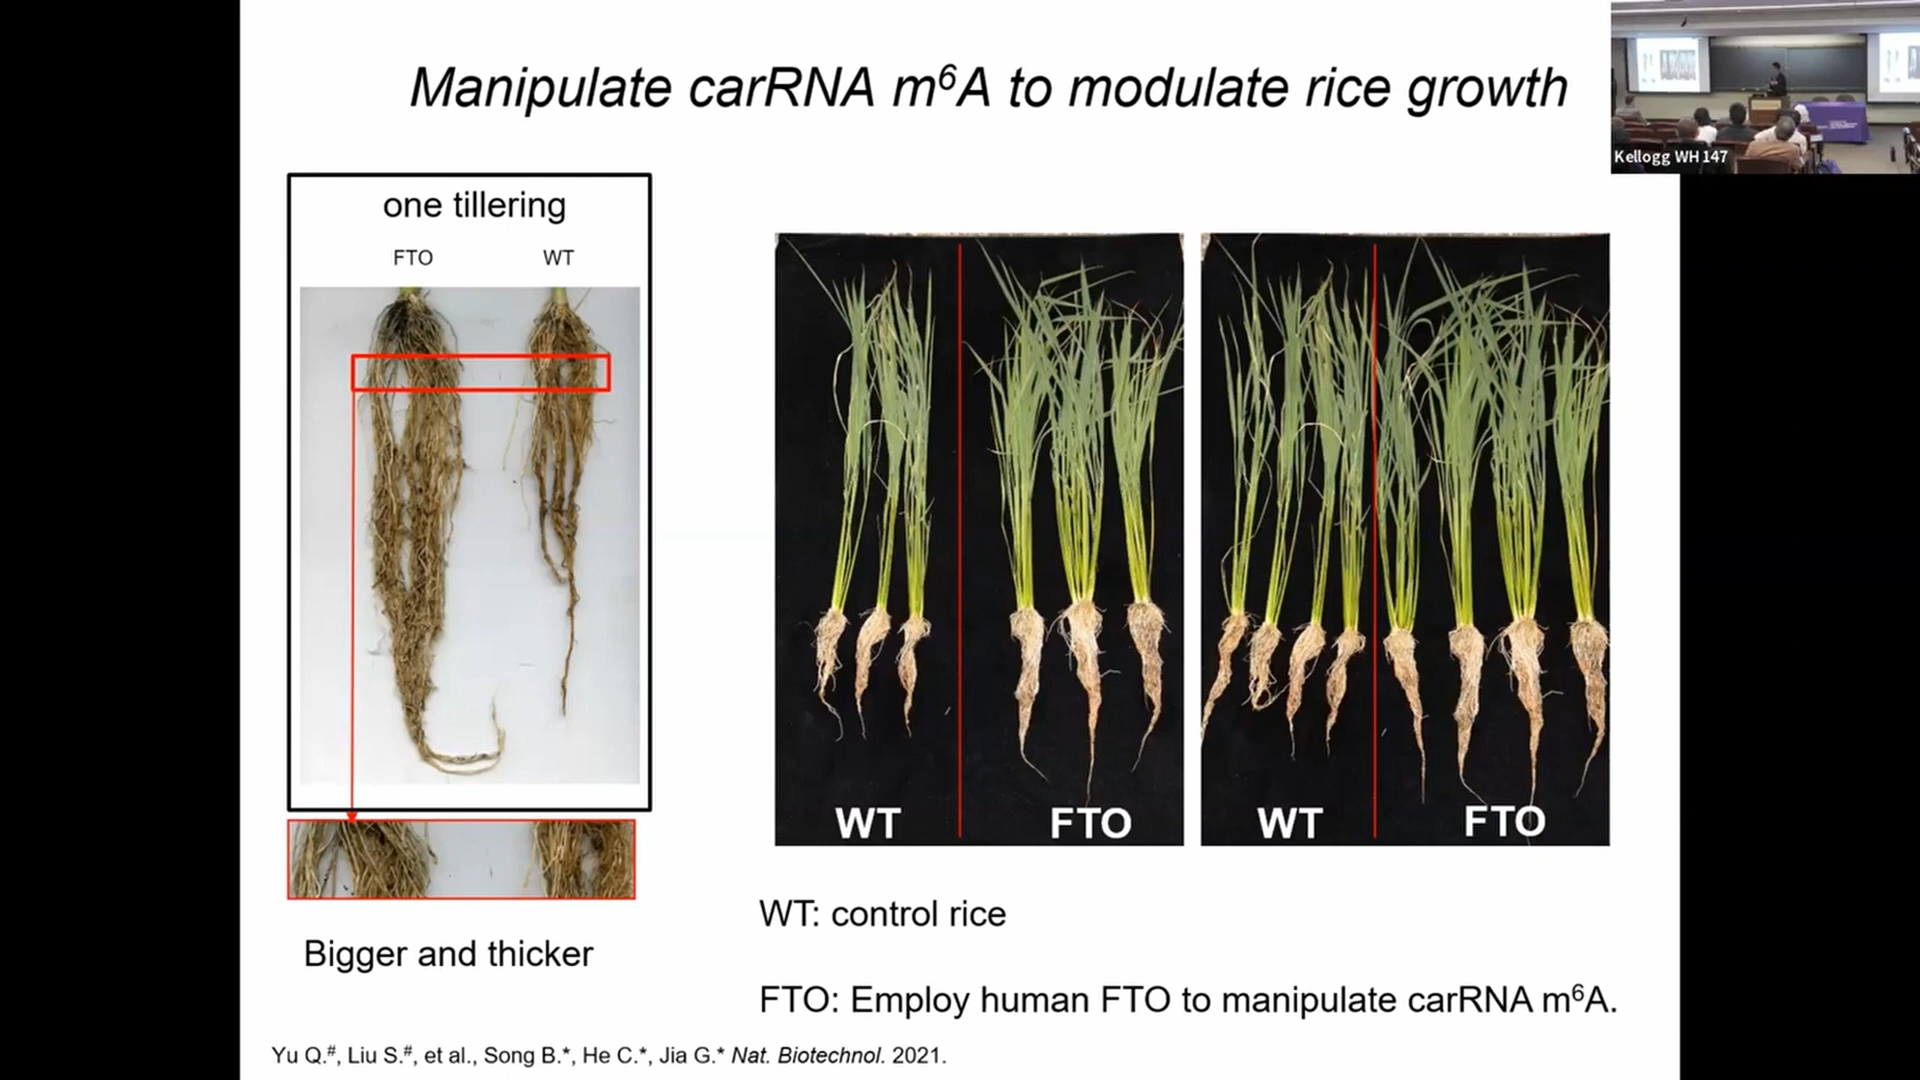 Manipulate carRNA m⁶A to modulate rice growth
Kellogg WH 147
one tillering
FTO WT
WT FTO WT FTO
Bigger and thicker
WT: control rice
FTO: Employ human FTO to manipulate carRNA m⁶A.
Yu Q.#, Liu S.#, et al., Song B.*, He C.*, Jia G.* Nat. Biotechnol. 2021.